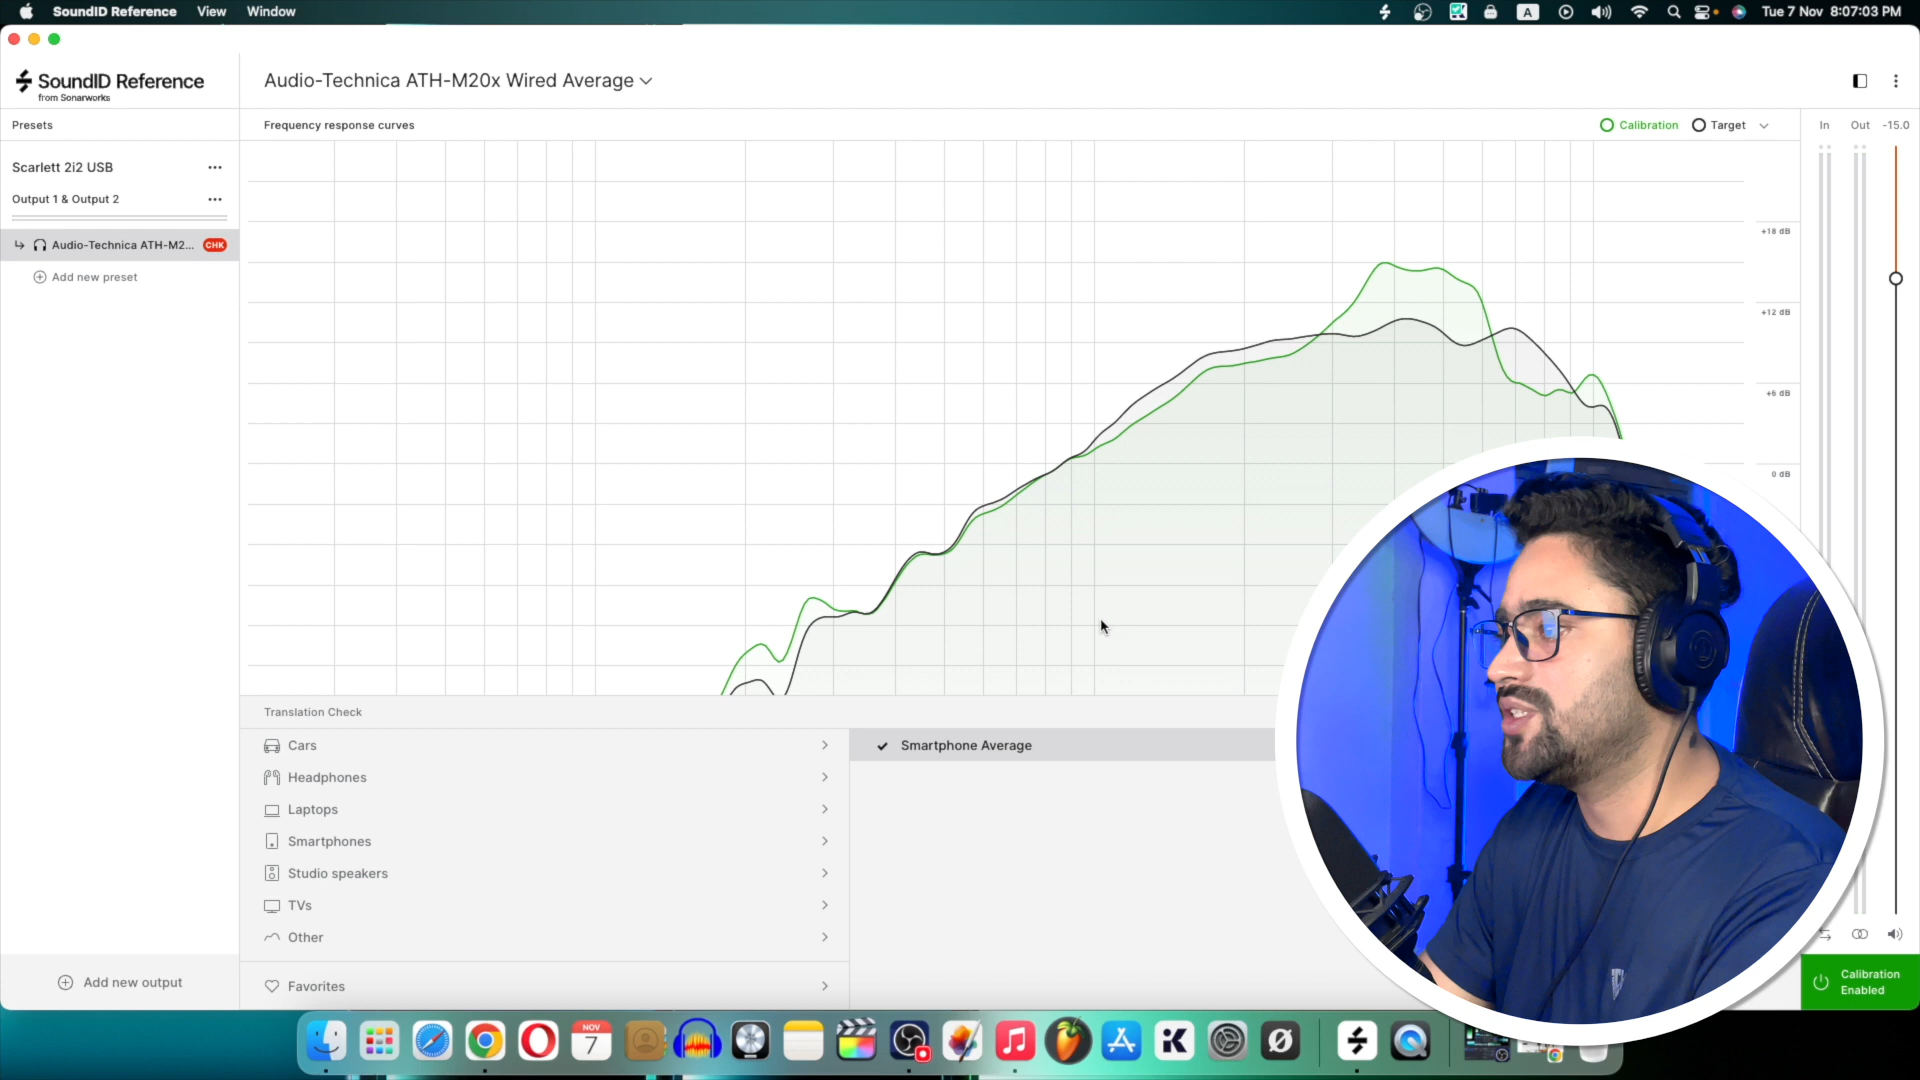 SoundID Reference View Window
A
Tue 7 Nov 8:07:03 PM
SoundID Reference
from Sonarworks
Audio-Technica ATH-M20x Wired Average
Presets
Frequency response curves
Calibration
Target
In
Out
-15.0
Scarlett 2i2 USB
Output 1 & Output 2
Audio-Technica ATH-M2... CHK
Add new preset
+18 dB
+12 dB
+6 dB
0 dB
Translation Check
Cars
Smartphone Average
Headphones
Laptops
Smartphones
Studio speakers
TVs
Other
Favorites
Add new output
Calibration
Enabled
NOV
7